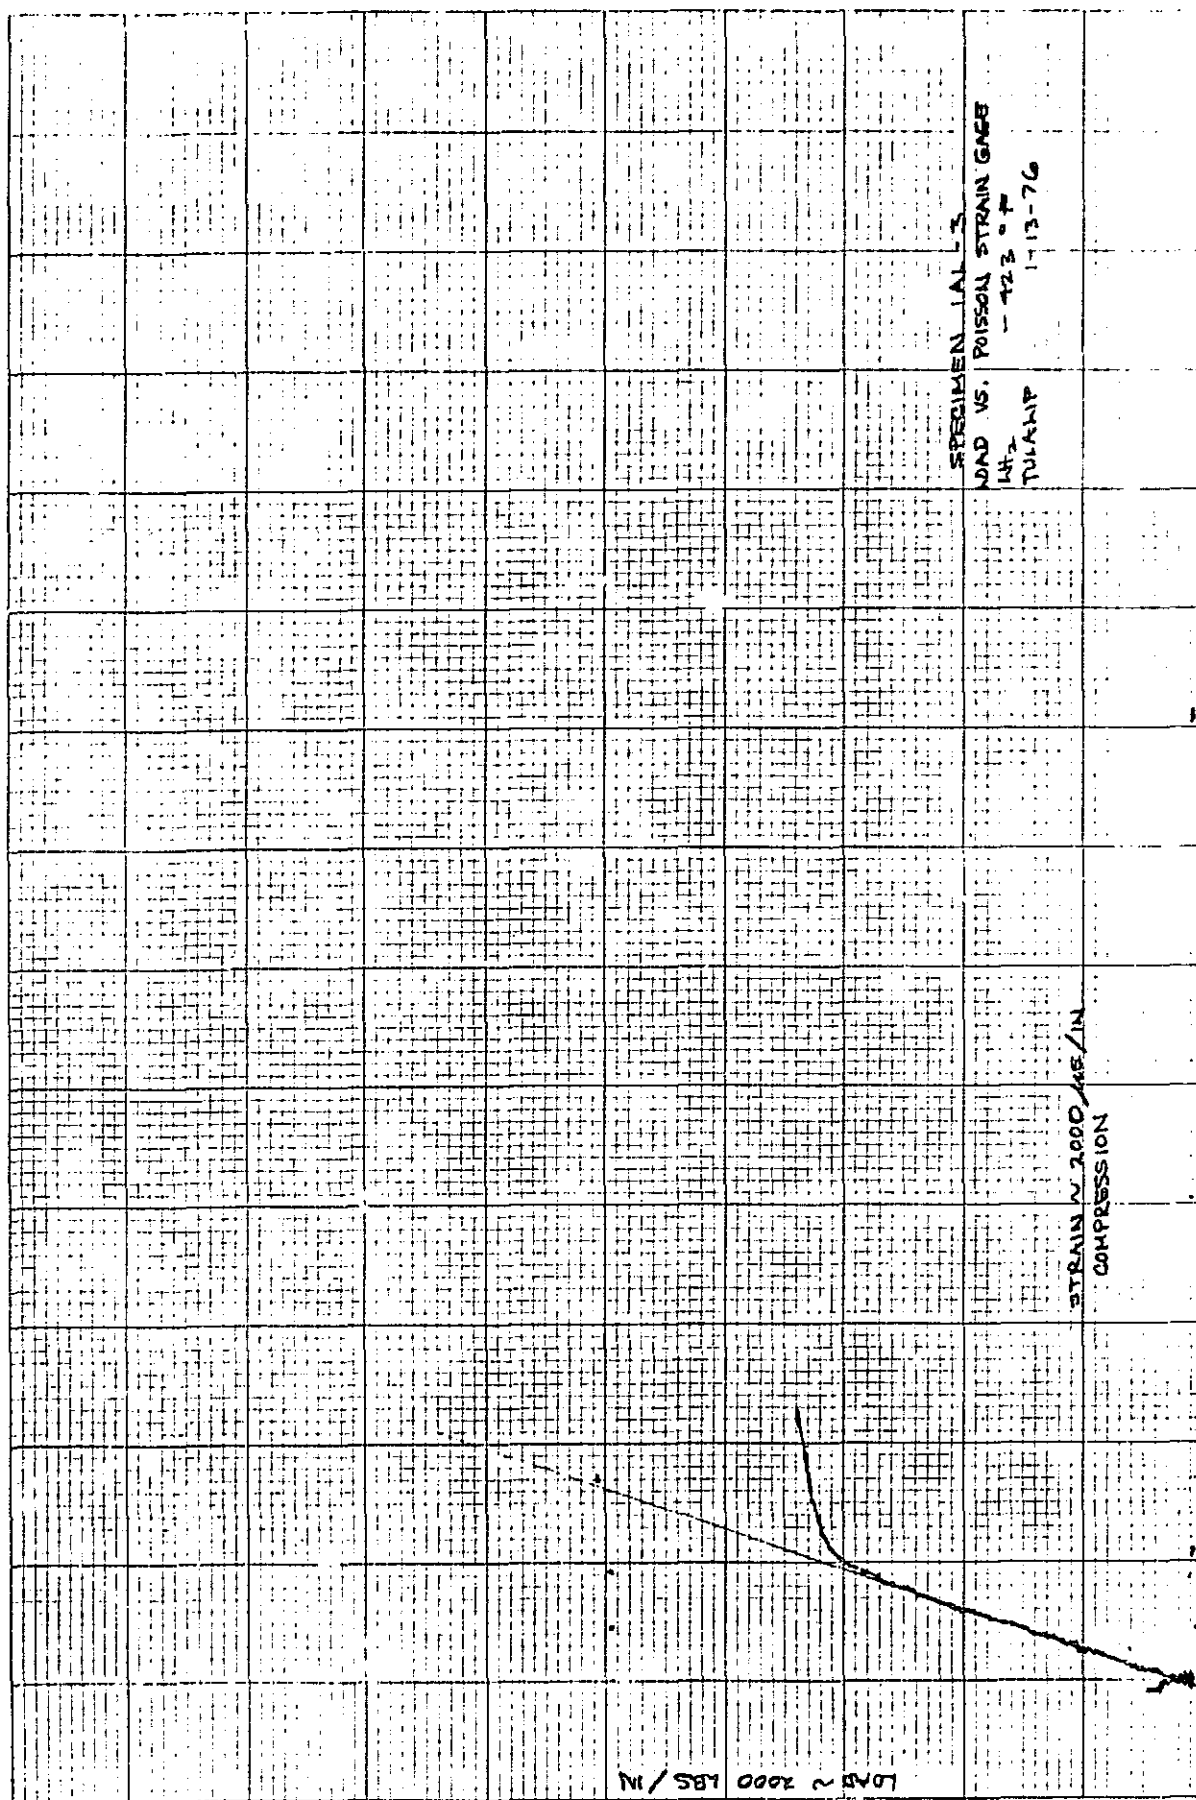 SPECIMEN 1AL-3
LOAD VS. POISSON STRAIN GAGE
LH2 -423 °F
TULALIP 1-13-76
STRAIN ~ 2000 με/IN
COMPRESSION
LOAD ~ 2000 LBS/IN